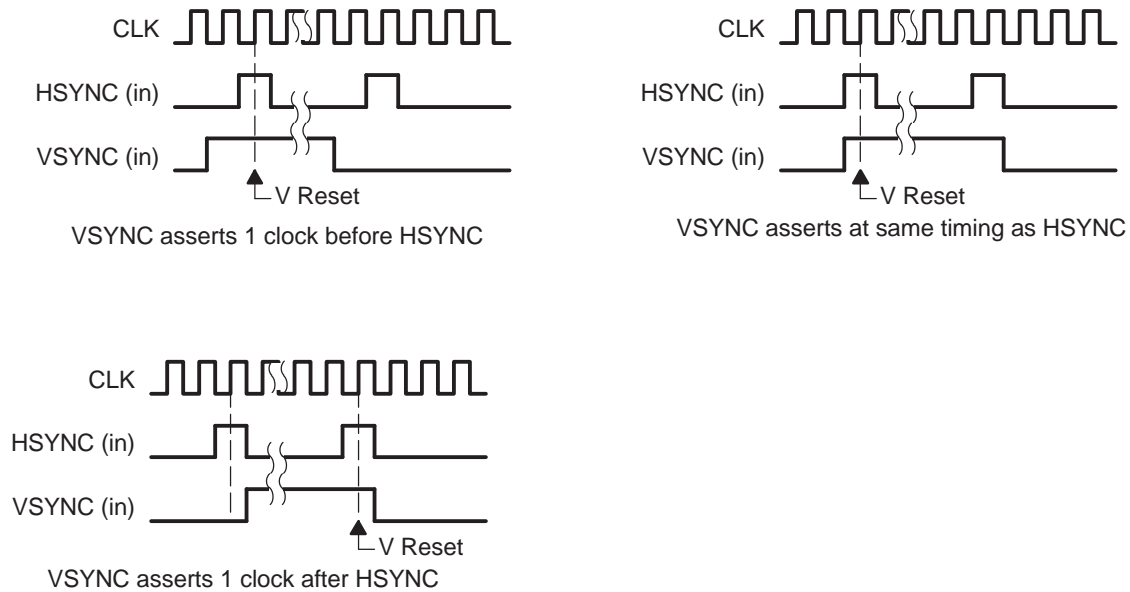 CLK
HSYNC (in)
VSYNC (in)
V Reset
VSYNC asserts 1 clock before HSYNC
CLK
HSYNC (in)
VSYNC (in)
V Reset
VSYNC asserts at same timing as HSYNC
CLK
HSYNC (in)
VSYNC (in)
V Reset
VSYNC asserts 1 clock after HSYNC